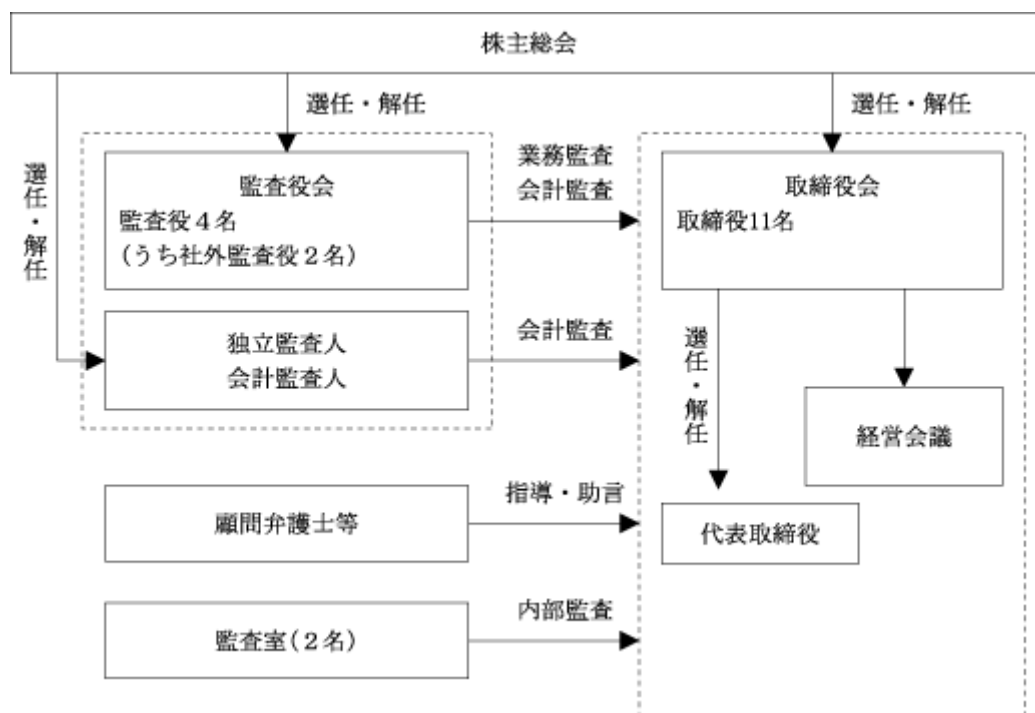 株主総会
選任・解任
選任・解任
選任・解任
監査役会
監査役4名
(うち社外監査役2名)
業務監査
会計監査
取締役会
取締役11名
独立監査人
会計監査人
会計監査
選任・解任
経営会議
顧問弁護士等
指導・助言
代表取締役
監査室(2名)
内部監査